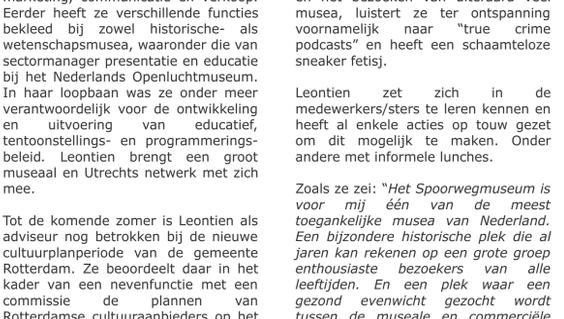 marketing, communicatie en verkoop.
Eerder heeft ze verschillende functies
bekleed bij zowel historische- als
wetenschapsmusea, waaronder die van
sectormanager presentatie en educatie
bij het Nederlands Openluchtmuseum.
In haar loopbaan was ze onder meer
verantwoordelijk voor de ontwikkeling
en uitvoering van educatief,
tentoonstellings- en programmerings-
beleid. Leontien brengt een groot
museaal en Utrechts netwerk met zich
mee.
Tot de komende zomer is Leontien als
adviseur nog betrokken bij de nieuwe
cultuurplanperiode van de gemeente
Rotterdam. Ze beoordeelt daar in het
kader van een nevenfunctie met een
commissie de plannen van
Rotterdamse cultuuraanbieders op het
en het bezoeken van uiteraard veel
musea, luistert ze ter ontspanning
voornamelijk naar “true crime
podcasts” en heeft een schaamteloze
sneaker fetisj.
Leontien zet zich in de
medewerkers/sters te leren kennen en
heeft al enkele acties op touw gezet
om dit mogelijk te maken. Onder
andere met informele lunches.
Zoals ze zei: “Het Spoorwegmuseum is
voor mij één van de meest
toegankelijke musea van Nederland.
Een bijzondere historische plek die al
jaren kan rekenen op een grote groep
enthousiaste bezoekers van alle
leeftijden. En een plek waar een
gezond evenwicht gezocht wordt
tussen de museale en commerciële